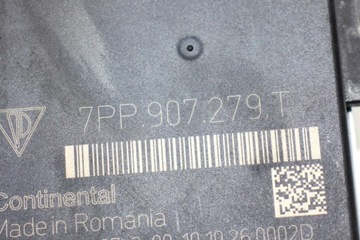 7PP.907.279.T
Continental
Made in Romania